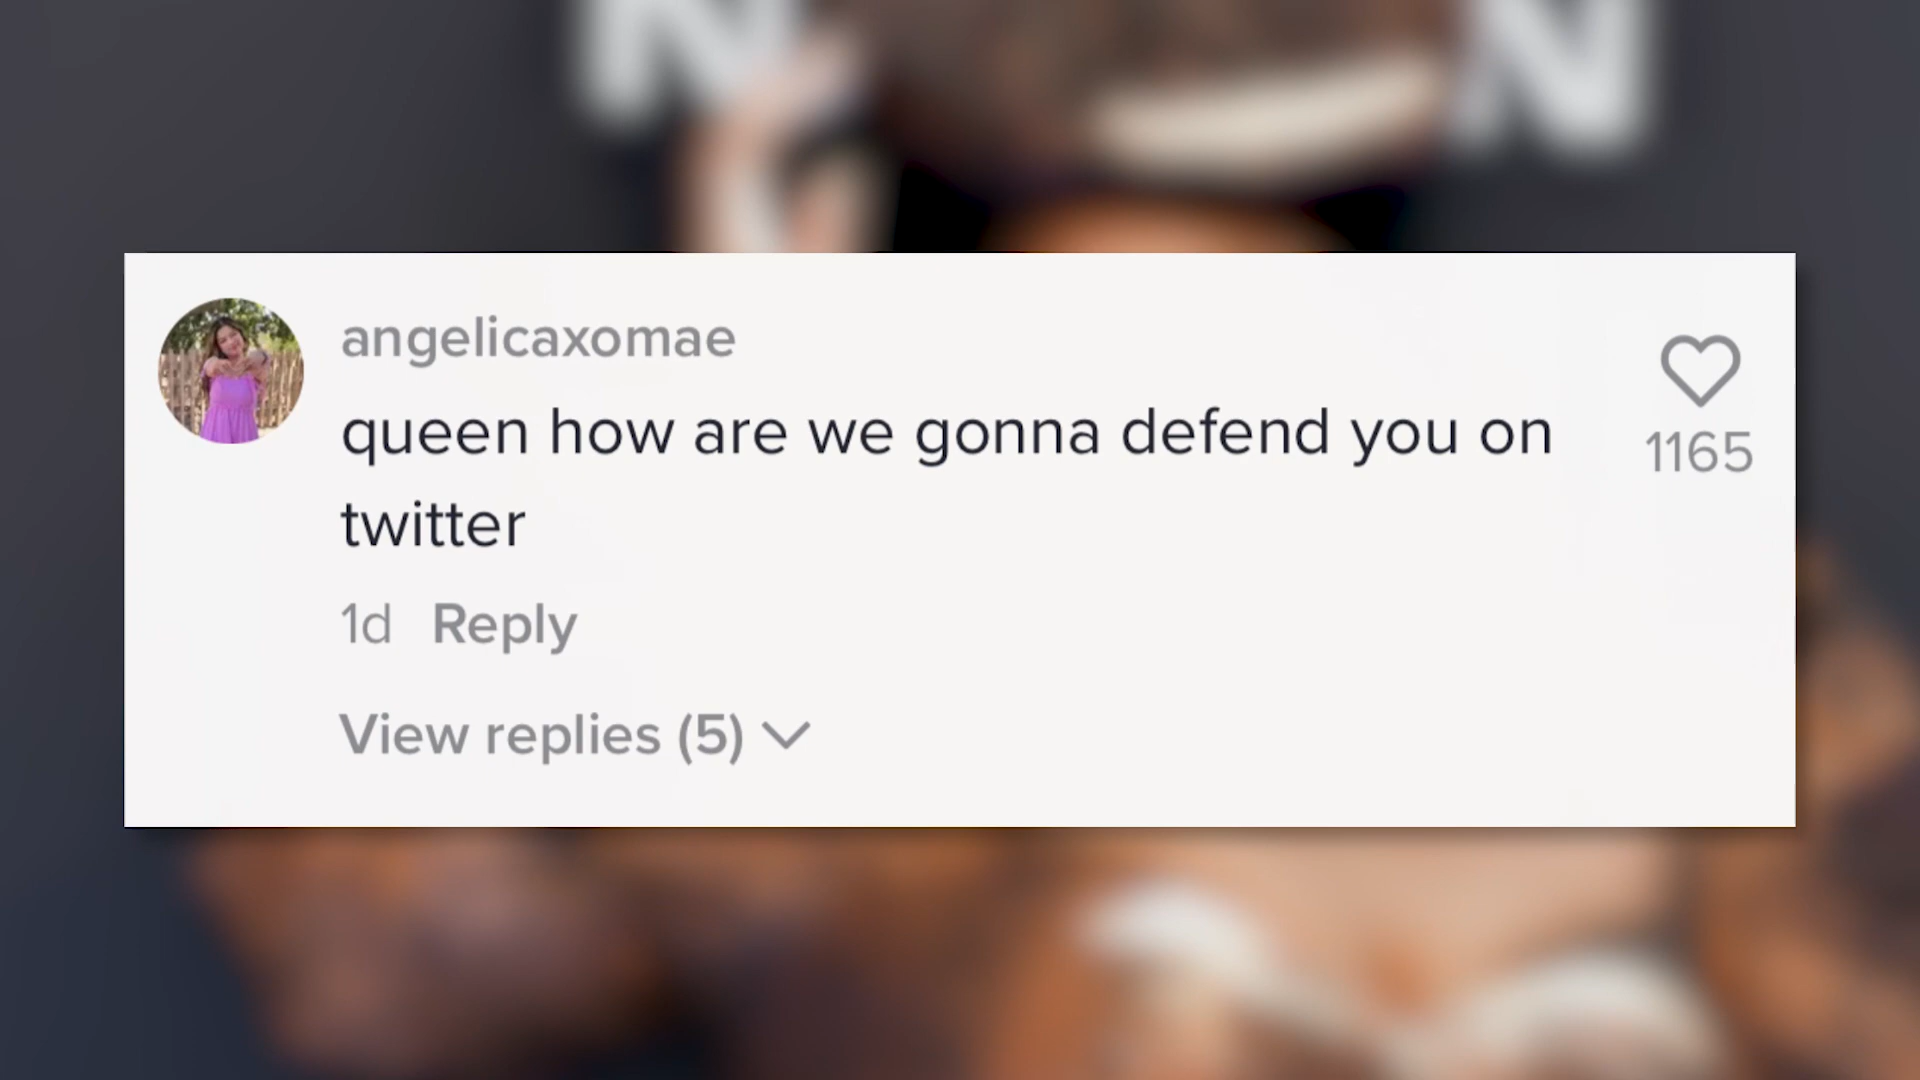 angelicaxomae
queen how are we gonna defend you on
twitter
1165
1d Reply
View replies (5)